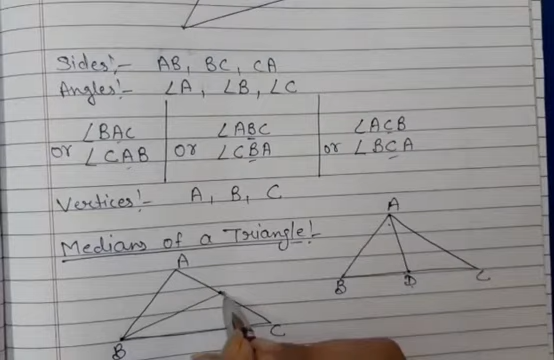 Sides:- AB, BC, CA
Angles:- ∠A, ∠B, ∠C
∠BAC
or ∠CAB
∠ABC
or ∠CBA
∠ACB
or ∠BCA
Vertices:- A, B, C
Medians of a Triangle:-
A
B
C
A
B
D
C